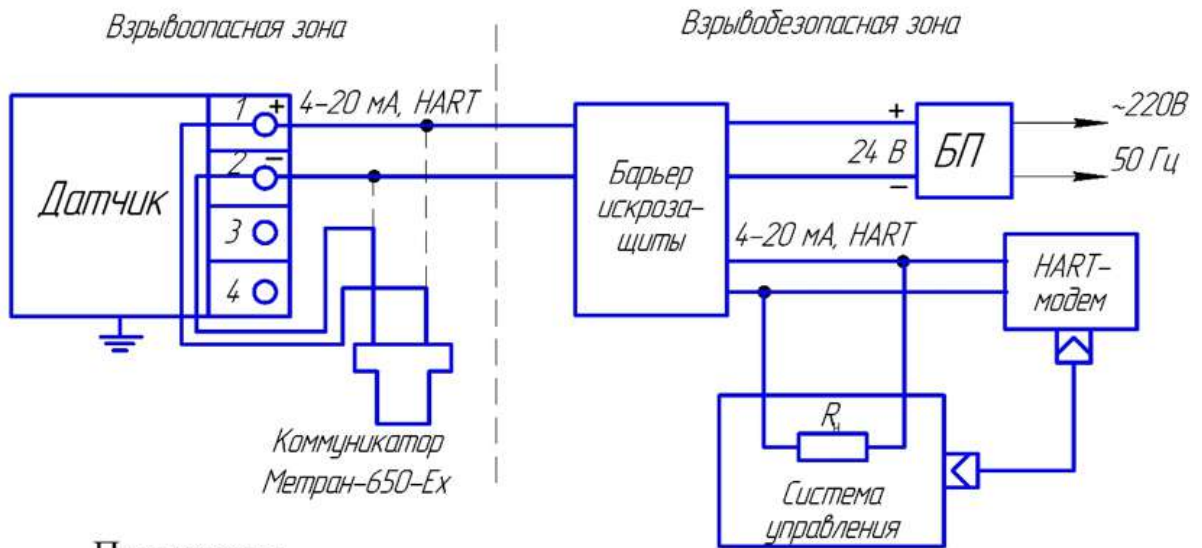 Взрывоопасная зона
Взрывобезопасная зона
Датчик
1 +
2 −
3
4
4-20 мА, HART
Коммуникатор
Метран-650-Ex
Барьер
искроза-
щиты
+
24 В
−
БП
~220В
50 Гц
4-20 мА, HART
HART-
модем
Rн
Система
управления